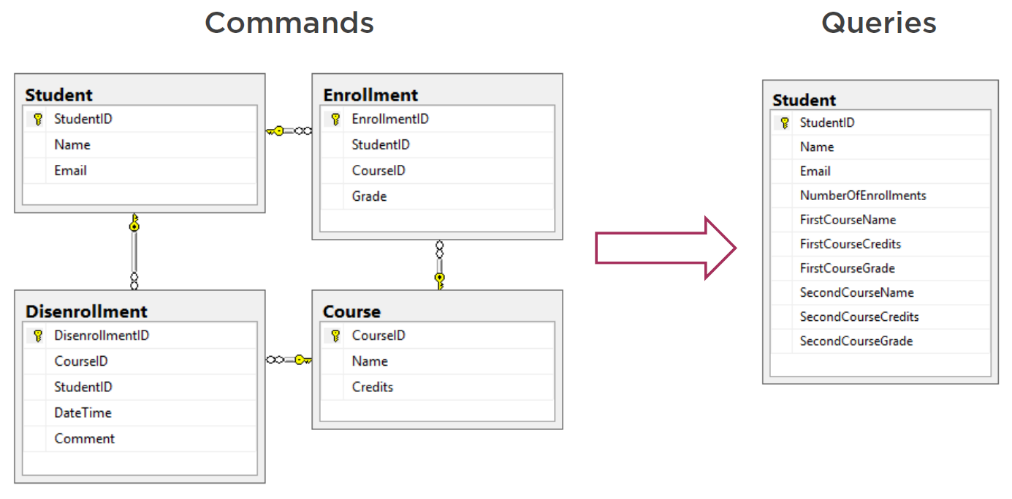 Commands
Queries
Student
StudentID
Name
Email
Enrollment
EnrollmentID
StudentID
CourseID
Grade
Disenrollment
DisenrollmentID
CourseID
StudentID
DateTime
Comment
Course
CourseID
Name
Credits
Student
StudentID
Name
Email
NumberOfEnrollments
FirstCourseName
FirstCourseCredits
FirstCourseGrade
SecondCourseName
SecondCourseCredits
SecondCourseGrade